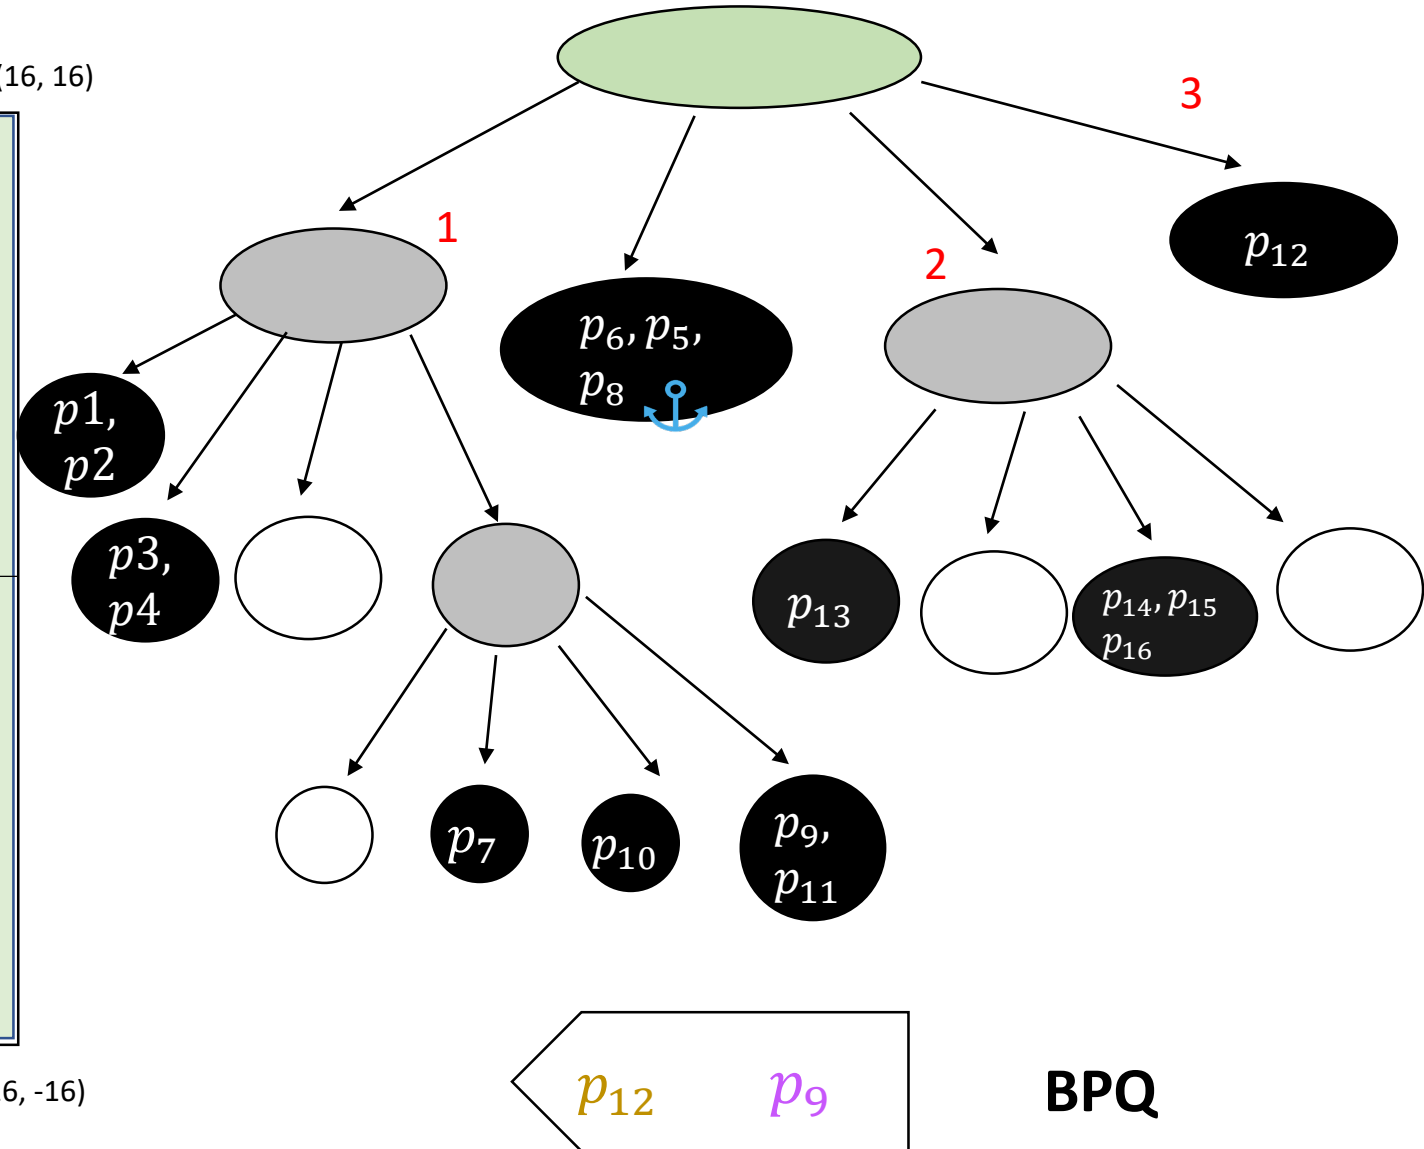 (16, 16)
3
1
2
p₁₂
p₆, p₅,
p₈
p1,
p2
p3,
p4
p₁₃
p₁₄, p₁₅
p₁₆
p₇
p₁₀
p₉,
p₁₁
p₁₂ p₉
BPQ
6, -16)